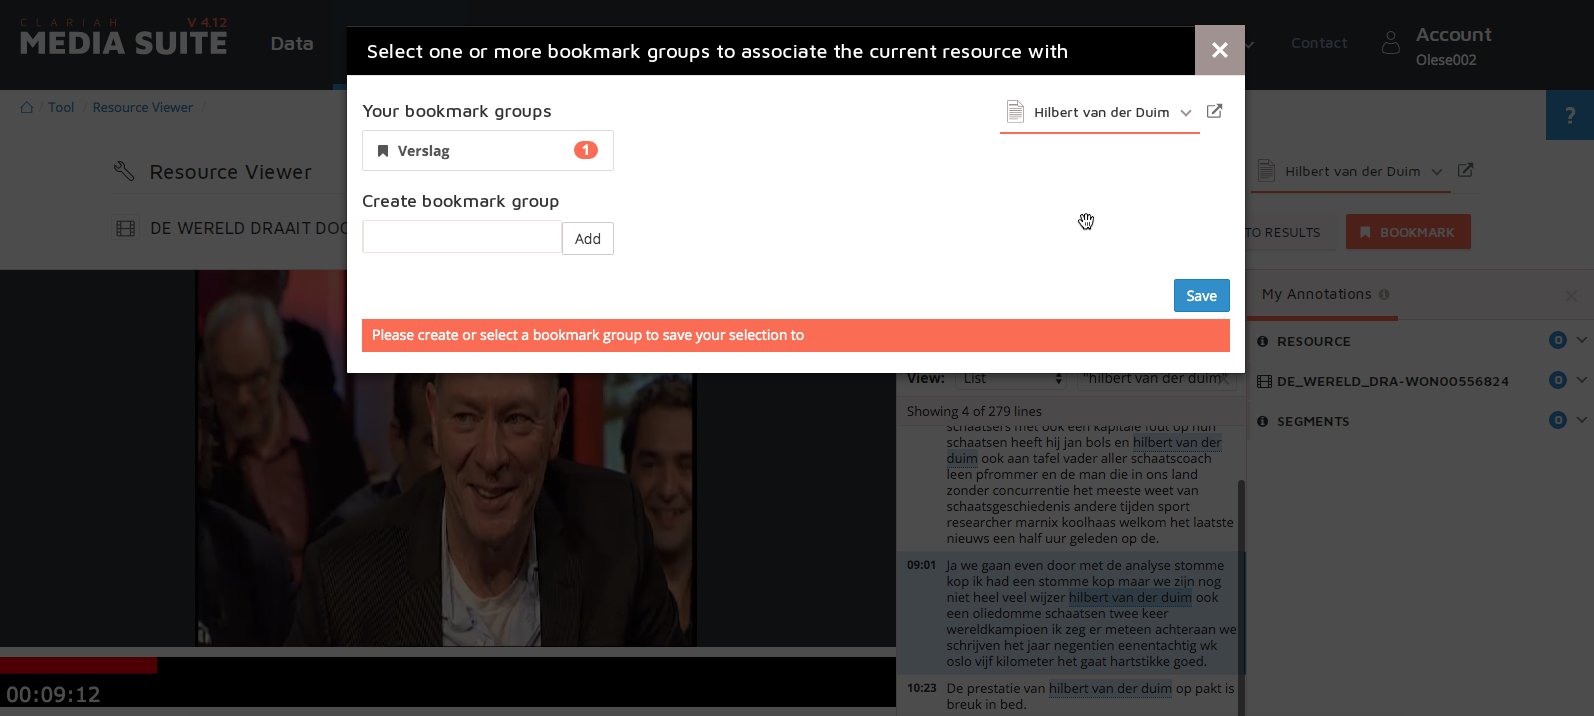 CLARIAH V 4.12
MEDIA SUITE
Data
Contact
Account
Olese002
Select one or more bookmark groups to associate the current resource with
Tool / Resource Viewer /
?
Your bookmark groups
Verslag 1
Hilbert van der Duim
Create bookmark group
Add
Save
Please create or select a bookmark group to save your selection to
Resource Viewer
Hilbert van der Duim
DE WERELD DRAAIT DOO
TO RESULTS
BOOKMARK
My Annotations
RESOURCE 0
DE_WERELD_DRA-WON00556824 0
SEGMENTS 0
View: List "hilbert van der duim"
Showing 4 of 279 lines
schaatsers met ook een kapitale fout op hun
schaatsen heeft hij jan bols en hilbert van der
duim ook aan tafel vader aller schaatscoach
leen pfrommer en de man die in ons land
zonder concurrentie het meeste weet van
schaatsgeschiedenis andere tijden sport
researcher marnix koolhaas welkom het laatste
nieuws een half uur geleden op de.
09:01 Ja we gaan even door met de analyse stomme
kop ik had een stomme kop maar we zijn nog
niet heel veel wijzer hilbert van der duim ook
een oliedomme schaatsen twee keer
wereldkampioen ik zeg er meteen achteraan we
schrijven het jaar negentien eenentachtig wk
oslo vijf kilometer het gaat hartstikke goed.
10:23 De prestatie van hilbert van der duim op pakt is
breuk in bed.
00:09:12